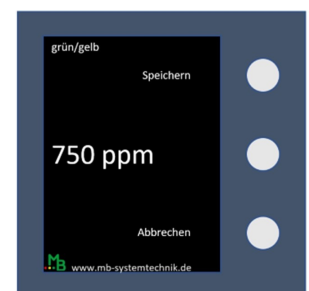 grün/gelb
Speichern
750 ppm
Abbrechen
MB www.mb-systemtechnik.de